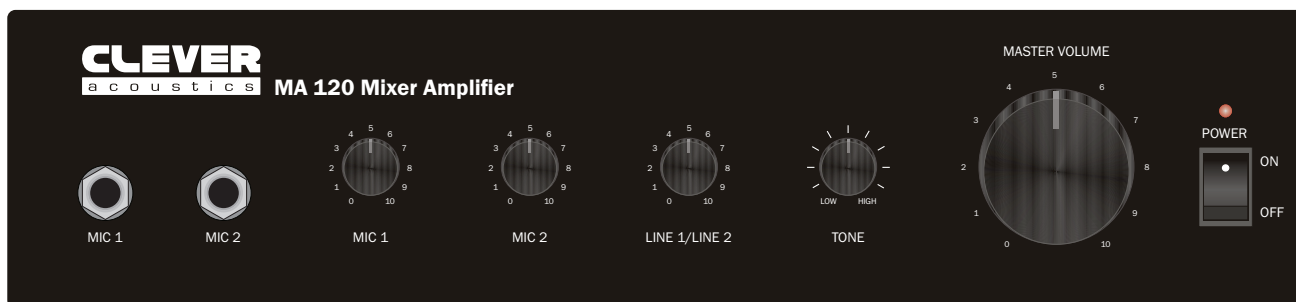 CLEVER
acoustics
MA 120 Mixer Amplifier
MASTER VOLUME
0 1 2 3 4 5 6 7 8 9 10
POWER
ON
OFF
0 1 2 3 4 5 6 7 8 9 10
0 1 2 3 4 5 6 7 8 9 10
0 1 2 3 4 5 6 7 8 9 10
LOW HIGH
MIC 1
MIC 2
MIC 1
MIC 2
LINE 1/LINE 2
TONE